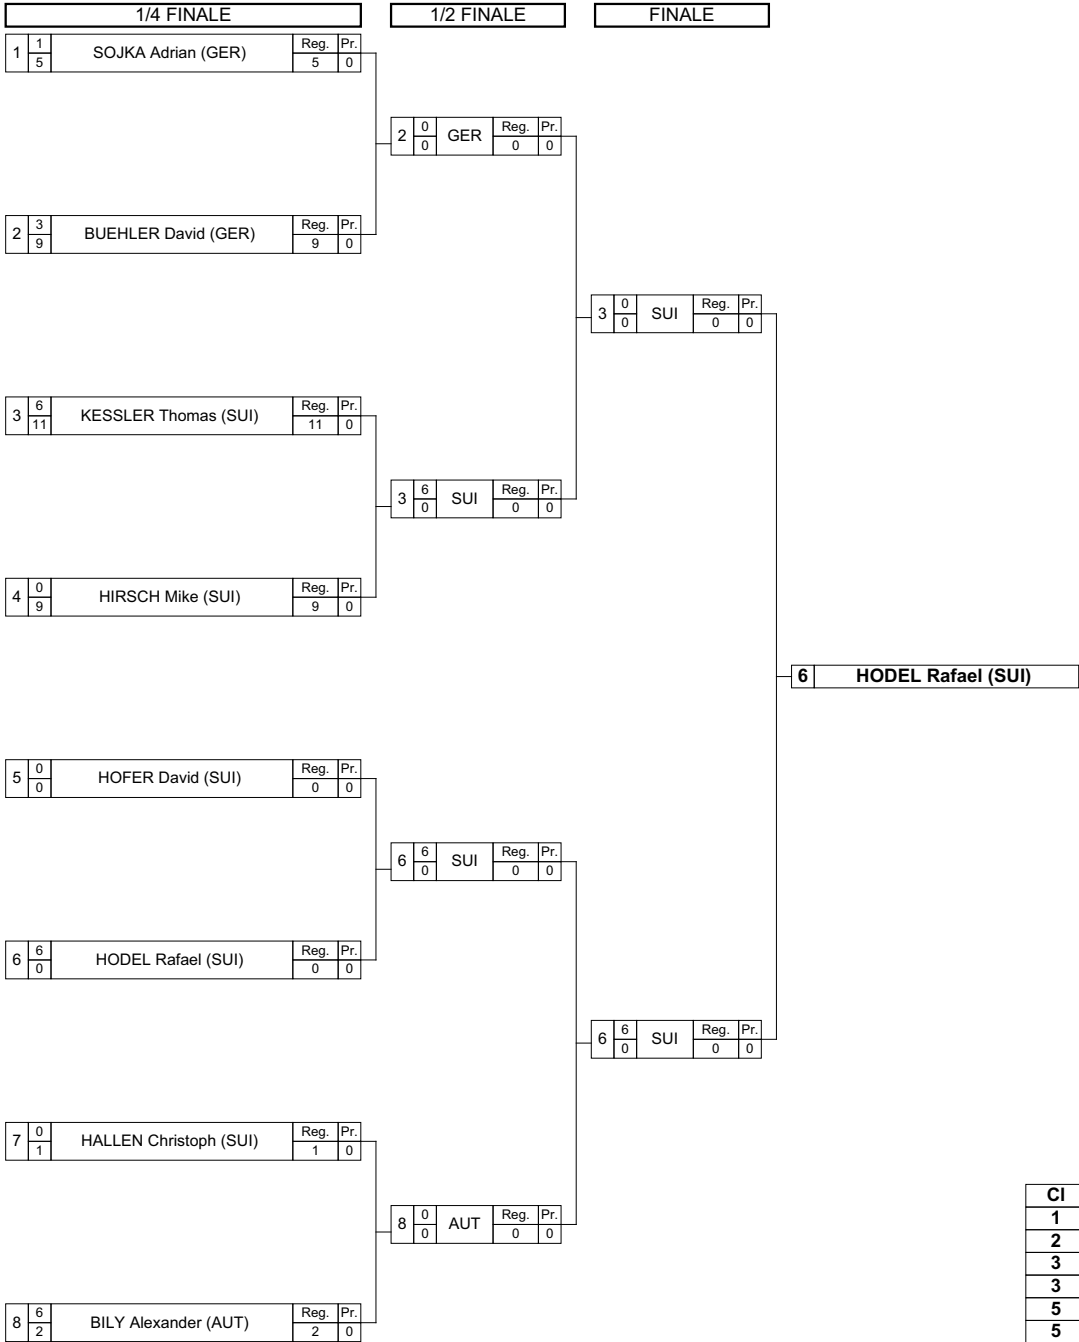 1/4 FINALE 1/2 FINALE FINALE
1 1 5 SOJKA Adrian (GER) Reg. Pr. 5 0
2 0 0 GER Reg. Pr. 0 0
2 3 9 BUEHLER David (GER) Reg. Pr. 9 0
3 0 0 SUI Reg. Pr. 0 0
3 6 11 KESSLER Thomas (SUI) Reg. Pr. 11 0
3 6 0 SUI Reg. Pr. 0 0
4 0 9 HIRSCH Mike (SUI) Reg. Pr. 9 0
6 HODEL Rafael (SUI)
5 0 0 HOFER David (SUI) Reg. Pr. 0 0
6 6 0 SUI Reg. Pr. 0 0
6 6 0 HODEL Rafael (SUI) Reg. Pr. 0 0
6 6 0 SUI Reg. Pr. 0 0
7 0 1 HALLEN Christoph (SUI) Reg. Pr. 1 0
Cl
1
8 0 0 AUT Reg. Pr. 0 0
2
3
3
5
8 6 2 BILY Alexander (AUT) Reg. Pr. 2 0
5